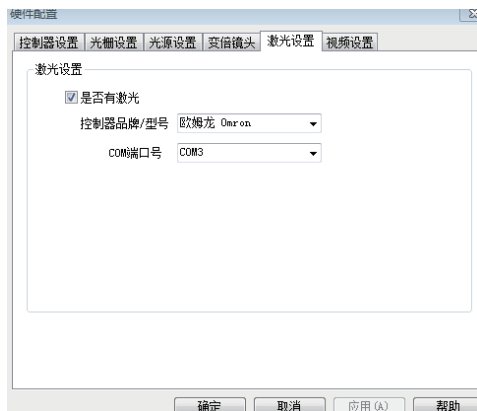 硬件配置
控制器设置 光栅设置 光源设置 变倍镜头 激光设置 视频设置
激光设置
是否有激光
控制器品牌/型号 欧姆龙 Omron
COM端口号 COM3
确定 取消 应用(A) 帮助